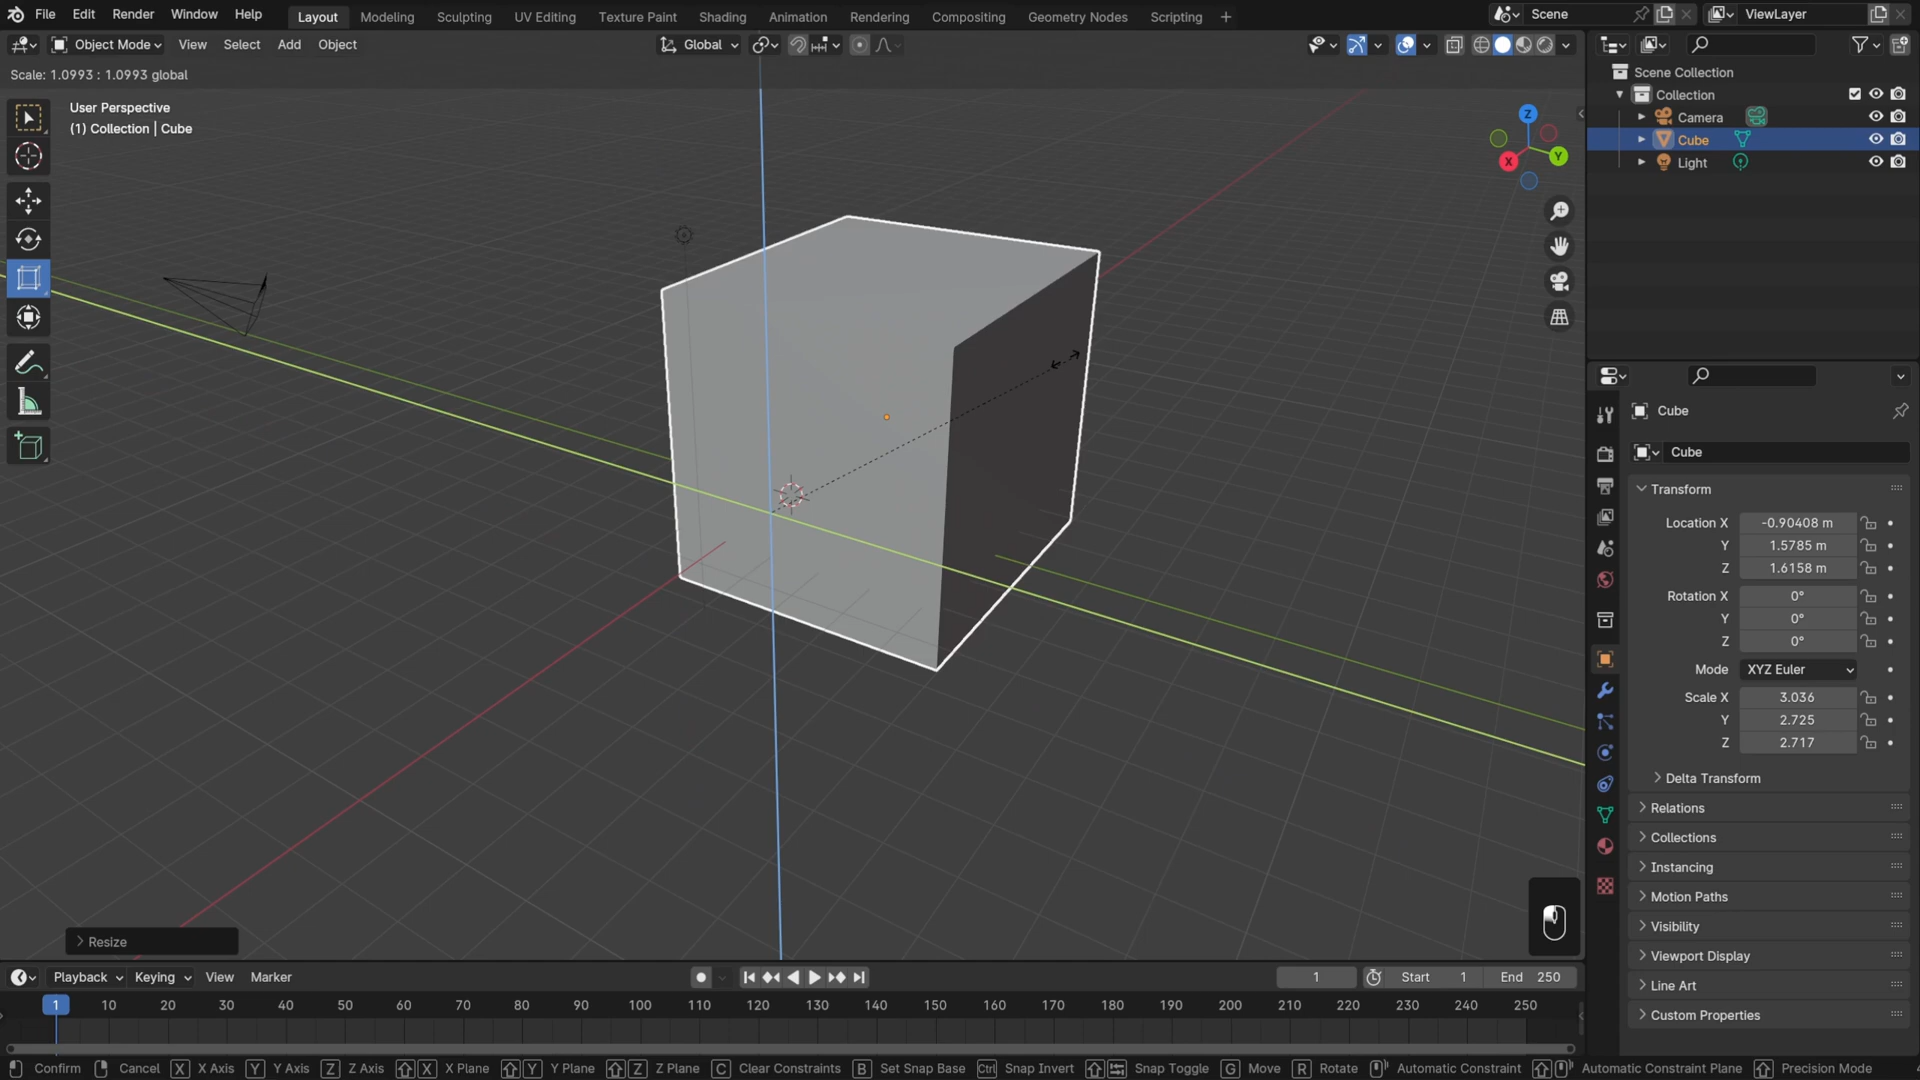 File Edit Render Window Help Layout Modeling Sculpting UV Editing Texture Paint Shading Animation Rendering Compositing Geometry Nodes Scripting + Scene ViewLayer
Object Mode View Select Add Object Global
Scale: 1.0993 : 1.0993 global
User Perspective
(1) Collection | Cube
Z
Y
X
Scene Collection
Collection
Camera
Cube
Light
Cube
Cube
Transform
Location X -0.90408 m
Y 1.5785 m
Z 1.6158 m
Rotation X 0°
Y 0°
Z 0°
Mode XYZ Euler
Scale X 3.036
Y 2.725
Z 2.717
Delta Transform
Relations
Collections
Instancing
Motion Paths
Visibility
Viewport Display
Line Art
Custom Properties
Resize
Playback Keying View Marker 1 Start 1 End 250
1 10 20 30 40 50 60 70 80 90 100 110 120 130 140 150 160 170 180 190 200 210 220 230 240 250
Confirm Cancel X X Axis Y Y Axis Z Z Axis X X Plane Y Y Plane Z Z Plane C Clear Constraints B Set Snap Base Ctrl Snap Invert Snap Toggle G Move R Rotate Automatic Constraint Automatic Constraint Plane Precision Mode